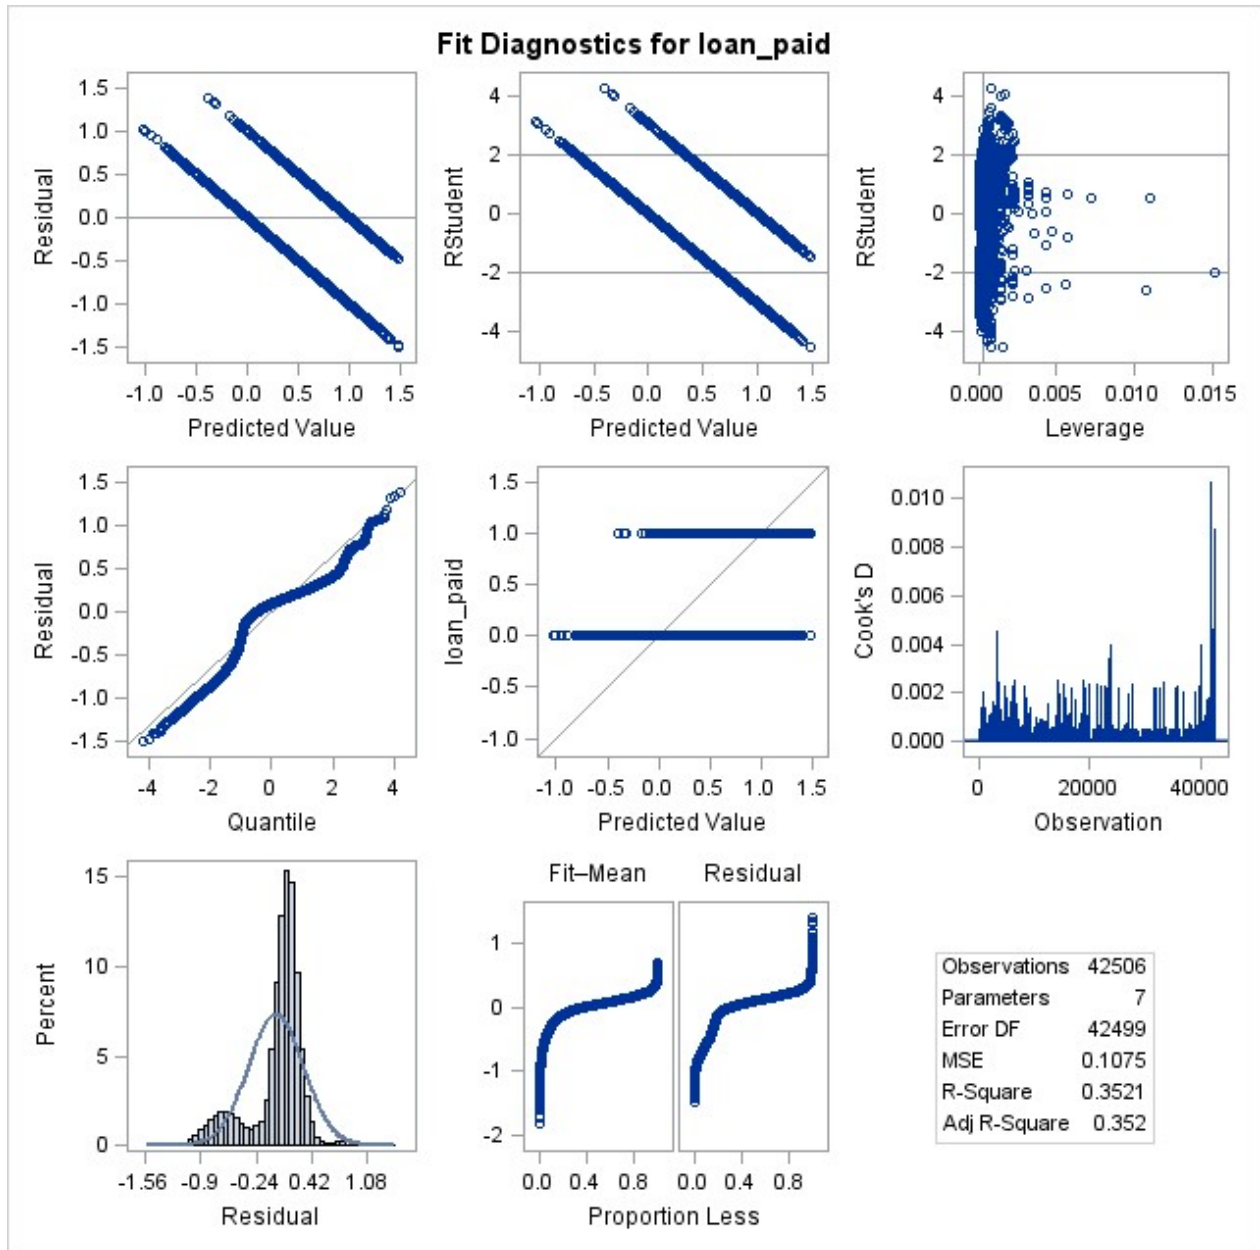 Fit Diagnostics for loan_paid
1.5
1.0
0.5
0.0
-0.5
-1.0
-1.5
Residual
-1.0 -0.5 0.0 0.5 1.0 1.5
Predicted Value
4
2
0
-2
-4
RStudent
-1.0 -0.5 0.0 0.5 1.0 1.5
Predicted Value
4
2
0
-2
-4
RStudent
0.000 0.005 0.010 0.015
Leverage
1.5
1.0
0.5
0.0
-0.5
-1.0
-1.5
Residual
-4 -2 0 2 4
Quantile
1.5
1.0
0.5
0.0
-0.5
-1.0
loan_paid
-1.0 -0.5 0.0 0.5 1.0 1.5
Predicted Value
0.010
0.008
0.006
0.004
0.002
0.000
Cook's D
0 20000 40000
Observation
15
10
5
0
Percent
-1.56 -0.9 -0.24 0.42 1.08
Residual
Fit–Mean Residual
1
0
-1
-2
0.0 0.4 0.8 0.0 0.4 0.8
Proportion Less
Observations 42506
Parameters 7
Error DF 42499
MSE 0.1075
R-Square 0.3521
Adj R-Square 0.352